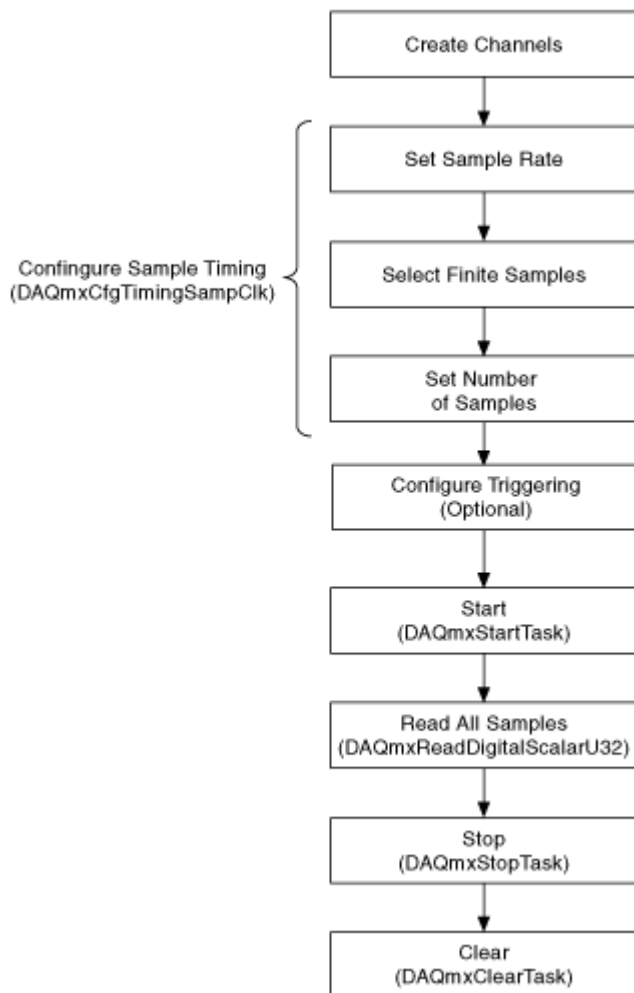 Create Channels
Set Sample Rate
Confingure Sample Timing
(DAQmxCfgTimingSampClk)
Select Finite Samples
Set Number
of Samples
Configure Triggering
(Optional)
Start
(DAQmxStartTask)
Read All Samples
(DAQmxReadDigitalScalarU32)
Stop
(DAQmxStopTask)
Clear
(DAQmxClearTask)